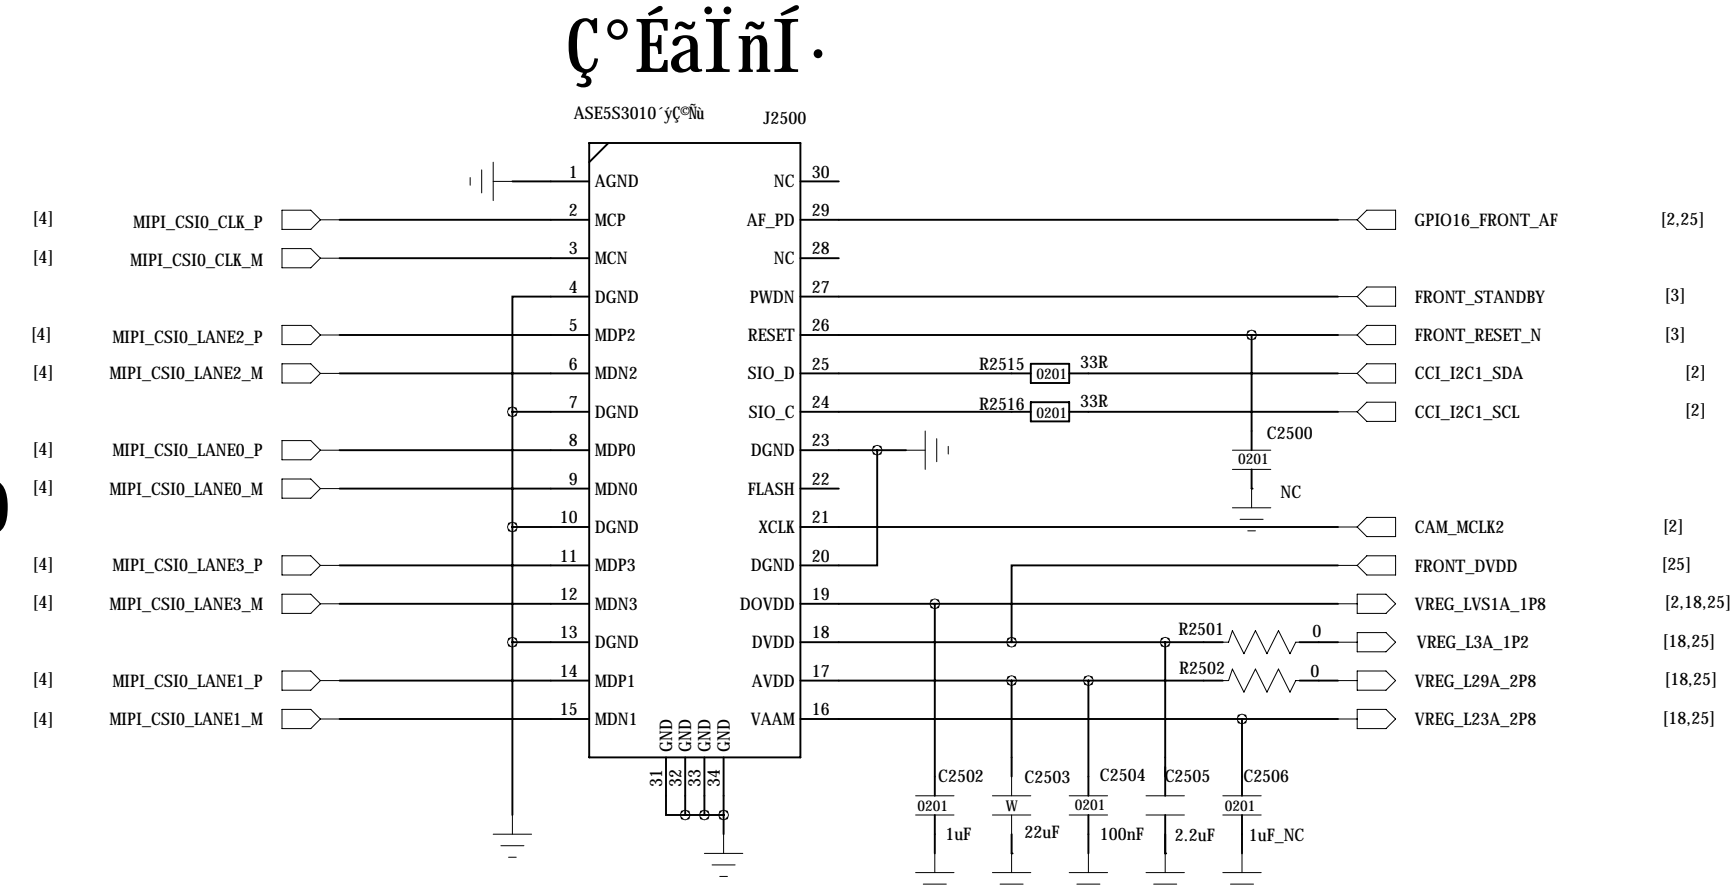 Ç°ÉãÏñÍ·
ASE5S3010´ýÇ©Ñù J2500
1 AGND NC 30
[4] MIPI_CSI0_CLK_P 2 MCP AF_PD 29 GPIO16_FRONT_AF [2,25]
[4] MIPI_CSI0_CLK_M 3 MCN NC 28
4 DGND PWDN 27 FRONT_STANDBY [3]
[4] MIPI_CSI0_LANE2_P 5 MDP2 RESET 26 FRONT_RESET_N [3]
[4] MIPI_CSI0_LANE2_M 6 MDN2 SIO_D 25 R2515 0201 33R CCI_I2C1_SDA [2]
7 DGND SIO_C 24 R2516 0201 33R CCI_I2C1_SCL [2]
[4] MIPI_CSI0_LANE0_P 8 MDP0 DGND 23 C2500 0201
[4] MIPI_CSI0_LANE0_M 9 MDN0 FLASH 22 NC
10 DGND XCLK 21 CAM_MCLK2 [2]
[4] MIPI_CSI0_LANE3_P 11 MDP3 DGND 20 FRONT_DVDD [25]
[4] MIPI_CSI0_LANE3_M 12 MDN3 DOVDD 19 VREG_LVS1A_1P8 [2,18,25]
13 DGND DVDD 18 R2501 0 VREG_L3A_1P2 [18,25]
[4] MIPI_CSI0_LANE1_P 14 MDP1 AVDD 17 R2502 0 VREG_L29A_2P8 [18,25]
[4] MIPI_CSI0_LANE1_M 15 MDN1 VAAM 16 VREG_L23A_2P8 [18,25]
GND GND GND GND
31 32 33 34
C2502 C2503 C2504 C2505 C2506
0201 W 0201 0201
1uF 22uF 100nF 2.2uF 1uF_NC